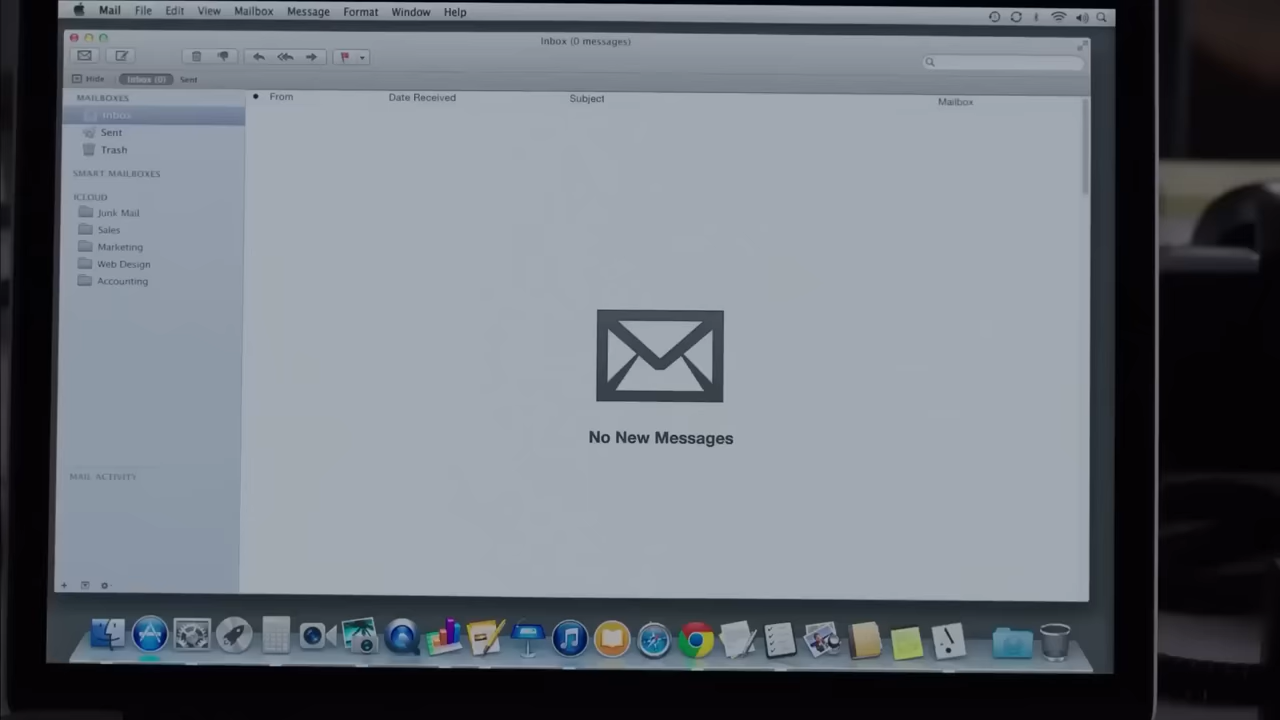 Mail File Edit View Mailbox Message Format Window Help
Inbox (0 messages)
Hide Inbox (0) Sent
MAILBOXES
Inbox
Sent
Trash
SMART MAILBOXES
ICLOUD
Junk Mail
Sales
Marketing
Web Design
Accounting
MAIL ACTIVITY
From Date Received Subject Mailbox
No New Messages